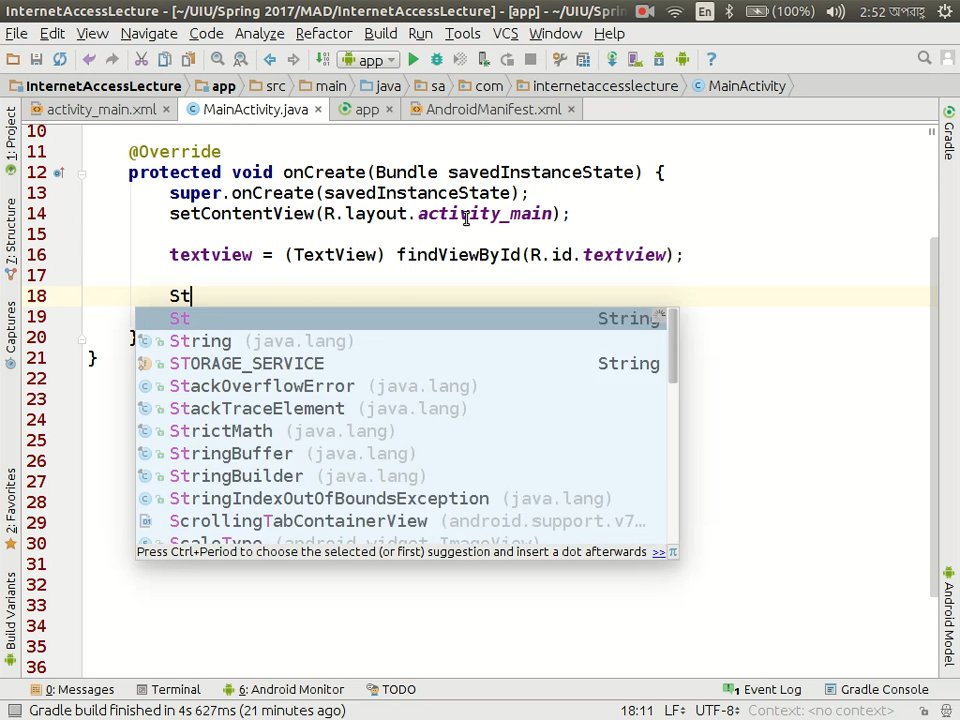 InternetAccessLecture - [~/UIU/Spring 2017/MAD/InternetAccessLecture] - [app] - ~/UIU/Sprin
En (100%) 2:52 অপরাহ্ণ
File Edit View Navigate Code Analyze Refactor Build Run Tools VCS Window Help
app
InternetAccessLecture app src main java sa com internetaccesslecture MainActivity
activity_main.xml MainActivity.java app AndroidManifest.xml
1: Project
Z: Structure
Captures
2: Favorites
Build Variants
10
11 @Override
12 protected void onCreate(Bundle savedInstanceState) {
13 super.onCreate(savedInstanceState);
14 setContentView(R.layout.activity_main);
15
16 textview = (TextView) findViewById(R.id.textview);
17
18 St
19
20 }
21 }
22
23
24
25
26
27
28
29
30
31
32
33
34
35
36
St String
String (java.lang)
STORAGE_SERVICE String
StackOverflowError (java.lang)
StackTraceElement (java.lang)
StrictMath (java.lang)
StringBuffer (java.lang)
StringBuilder (java.lang)
StringIndexOutOfBoundsException (java.lang)
ScrollingTabContainerView (android.support.v7...
ScaleType (android.widget.ImageView)
Press Ctrl+Period to choose the selected (or first) suggestion and insert a dot afterwards >> π
Gradle
Android Model
0: Messages Terminal 6: Android Monitor TODO 1 Event Log Gradle Console
Gradle build finished in 4s 627ms (21 minutes ago) 18:11 LF UTF-8 Context: <no context>